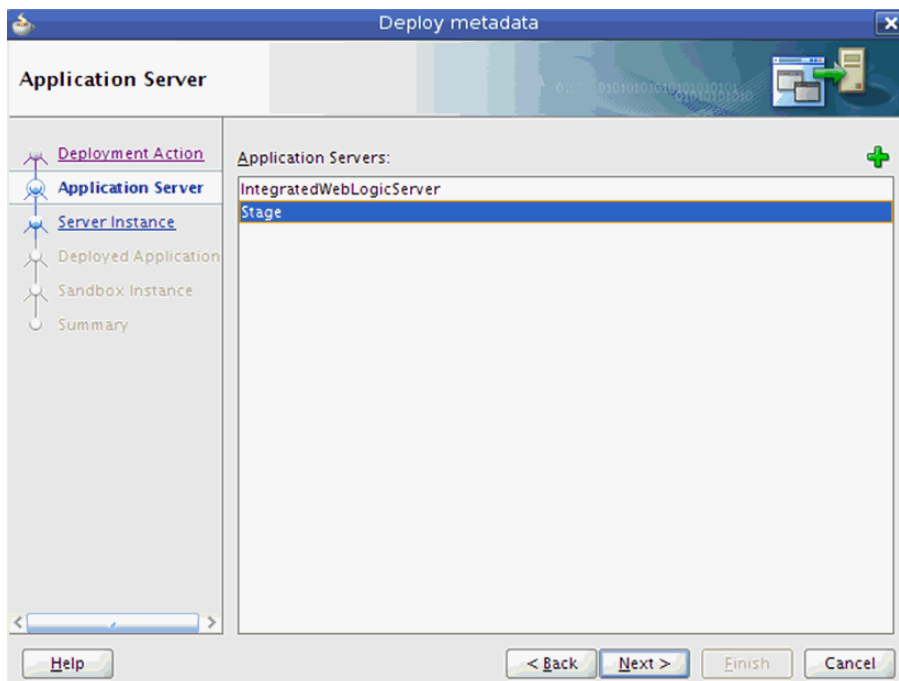 Deploy metadata
Application Server
Deployment Action
Application Server
Server Instance
Deployed Application
Sandbox Instance
Summary
Application Servers:
IntegratedWebLogicServer
Stage
Help
< Back
Next >
Finish
Cancel